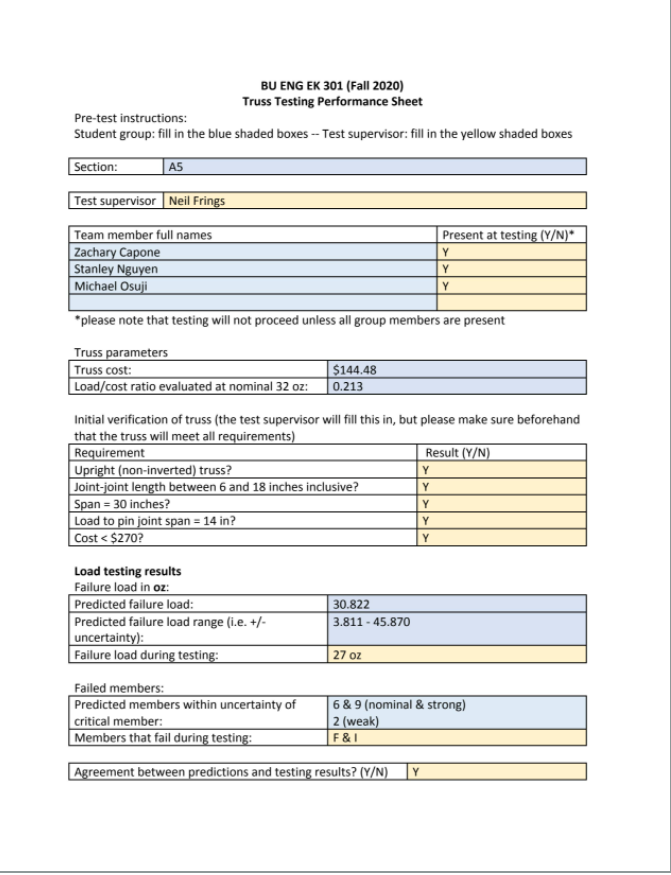 BU ENG EK 301 (Fall 2020)
Truss Testing Performance Sheet
Pre-test instructions:
Student group: fill in the blue shaded boxes -- Test supervisor: fill in the yellow shaded boxes
Section: A5
Test supervisor Neil Frings
Team member full names Present at testing (Y/N)*
Zachary Capone Y
Stanley Nguyen Y
Michael Osuji Y
*please note that testing will not proceed unless all group members are present
Truss parameters
Truss cost: $144.48
Load/cost ratio evaluated at nominal 32 oz: 0.213
Initial verification of truss (the test supervisor will fill this in, but please make sure beforehand
that the truss will meet all requirements)
Requirement Result (Y/N)
Upright (non-inverted) truss? Y
Joint-joint length between 6 and 18 inches inclusive? Y
Span = 30 inches? Y
Load to pin joint span = 14 in? Y
Cost < $270? Y
Load testing results
Failure load in oz:
Predicted failure load: 30.822
Predicted failure load range (i.e. +/- 3.811 - 45.870
uncertainty):
Failure load during testing: 27 oz
Failed members:
Predicted members within uncertainty of 6 & 9 (nominal & strong)
critical member: 2 (weak)
Members that fail during testing: F & I
Agreement between predictions and testing results? (Y/N) Y